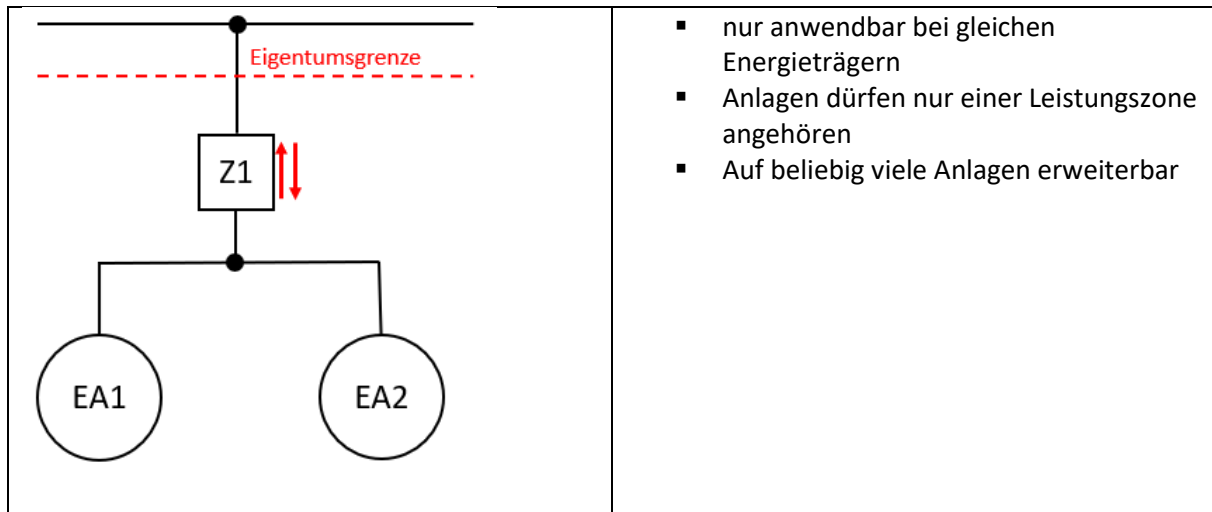 Eigentumsgrenze
Z1
EA1
EA2
▪ nur anwendbar bei gleichen
Energieträgern
▪ Anlagen dürfen nur einer Leistungszone
angehören
▪ Auf beliebig viele Anlagen erweiterbar